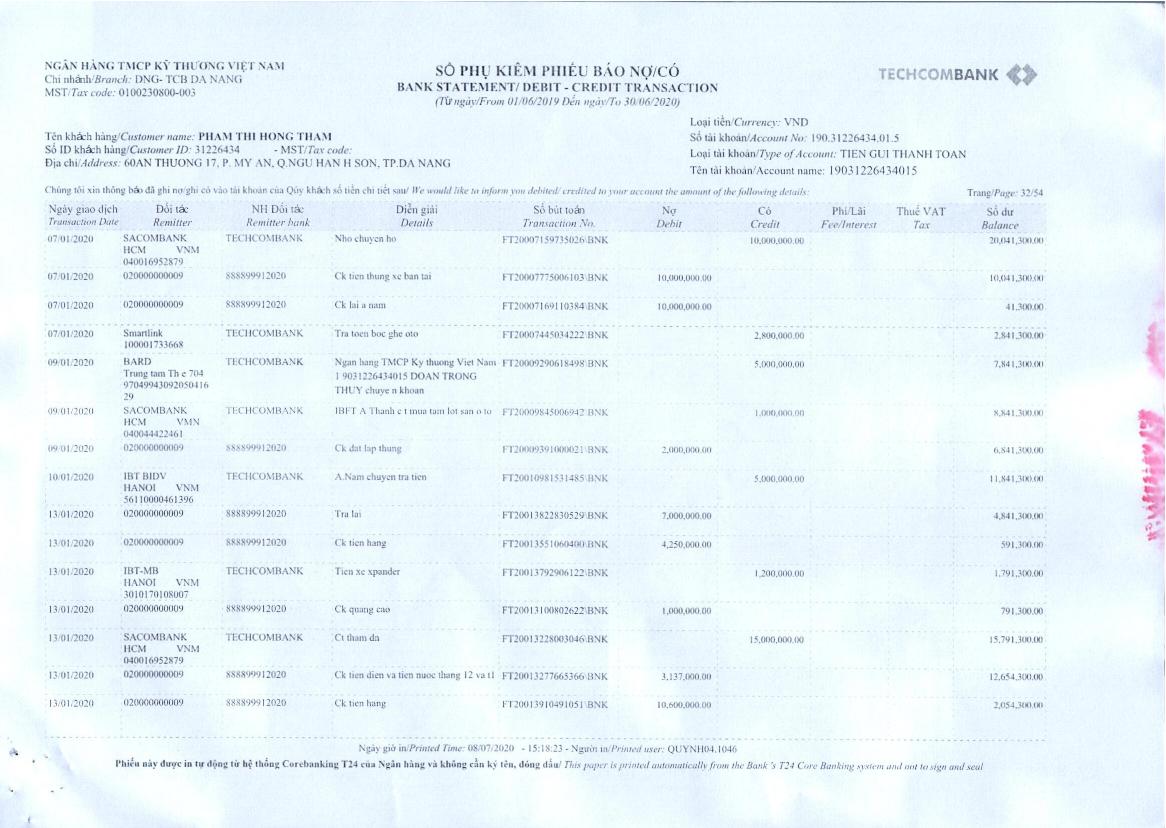 NGÂN HÀNG TMCP KỸ THƯƠNG VIỆT NAM
Chi nhánh/Branch: DNG- TCB DA NANG
MST/Tax code: 0100230800-003
SỔ PHỤ KIÊM PHIẾU BÁO NỢ/CÓ
BANK STATEMENT/ DEBIT - CREDIT TRANSACTION
(Từ ngày/From 01/06/2019 Đến ngày/To 30/06/2020)
TECHCOMBANK
Loại tiền/Currency: VND
Tên khách hàng/Customer name: PHAM THI HONG THAM
Số tài khoản/Account No: 190.31226434.01.5
Số ID khách hàng/Customer ID: 31226434 - MST/Tax code:
Loại tài khoản/Type of Account: TIEN GUI THANH TOAN
Địa chỉ/Address: 60AN THUONG 17, P. MY AN, Q.NGU HAN H SON, TP.DA NANG
Tên tài khoản/Account name: 19031226434015
Chúng tôi xin thông báo đã ghi nợ/ghi có vào tài khoản của Qúy khách số tiền chi tiết sau/ We would like to inform you debited/ credited to your account the amount of the following details:
Trang/Page: 32/54
Ngày giao dịch Đối tác NH Đối tác Diễn giải Số bút toán Nợ Có Phí/Lãi Thuế VAT Số dư
Transaction Date Remitter Remitter bank Details Transaction No. Debit Credit Fee/Interest Tax Balance
07/01/2020 SACOMBANK TECHCOMBANK Nho chuyen ho FT20007159735026\BNK 10,000,000.00 20,041,300.00
HCM VNM
040016952879
07/01/2020 020000000009 888899912020 Ck tien thung xe ban tai FT20007775006103\BNK 10,000,000.00 10,041,300.00
07/01/2020 020000000009 888899912020 Ck lai a nam FT20007169110384\BNK 10,000,000.00 41,300.00
07/01/2020 Smartlink TECHCOMBANK Tra toen boc ghe oto FT20007445034222\BNK 2,800,000.00 2,841,300.00
100001733668
09/01/2020 BARD TECHCOMBANK Ngan hang TMCP Ky thuong Viet Nam FT20009290618498\BNK 5,000,000.00 7,841,300.00
Trung tam Th e 704 1 9031226434015 DOAN TRONG
97049943092050416 THUY chuye n khoan
29
09/01/2020 SACOMBANK TECHCOMBANK IBFT A Thanh c t mua tam lot san o to FT20009845006942\BNK 1,000,000.00 8,841,300.00
HCM VMN
040044422461
09/01/2020 020000000009 888899912020 Ck dat lap thung FT20009391000021\BNK 2,000,000.00 6,841,300.00
10/01/2020 IBT BIDV TECHCOMBANK A.Nam chuyen tra tien FT20010981531485\BNK 5,000,000.00 11,841,300.00
HANOI VNM
56110000461396
13/01/2020 020000000009 888899912020 Tra lai FT20013822830529\BNK 7,000,000.00 4,841,300.00
13/01/2020 020000000009 888899912020 Ck tien hang FT20013551060400\BNK 4,250,000.00 591,300.00
13/01/2020 IBT-MB TECHCOMBANK Tien xe xpander FT20013792906122\BNK 1,200,000.00 1,791,300.00
HANOI VNM
3010170108007
13/01/2020 020000000009 888899912020 Ck quang cao FT20013100802622\BNK 1,000,000.00 791,300.00
13/01/2020 SACOMBANK TECHCOMBANK Ct tham da FT20013228003046\BNK 15,000,000.00 15,791,300.00
HCM VNM
040016952879
13/01/2020 020000000009 888899912020 Ck tien dien va tien nuoc thang 12 va t1 FT20013277665366\BNK 3,137,000.00 12,654,300.00
13/01/2020 020000000009 888899912020 Ck tien hang FT20013910491051\BNK 10,600,000.00 2,054,300.00
Ngày giờ in/Printed Time: 08/07/2020 - 15:18:23 - Người in/Printed user: QUYNH04.1046
Phiếu này được in tự động từ hệ thống Corebanking T24 của Ngân hàng và không cần ký tên, đóng dấu/ This paper is printed automatically from the Bank's T24 Core Banking system and not to sign and seal